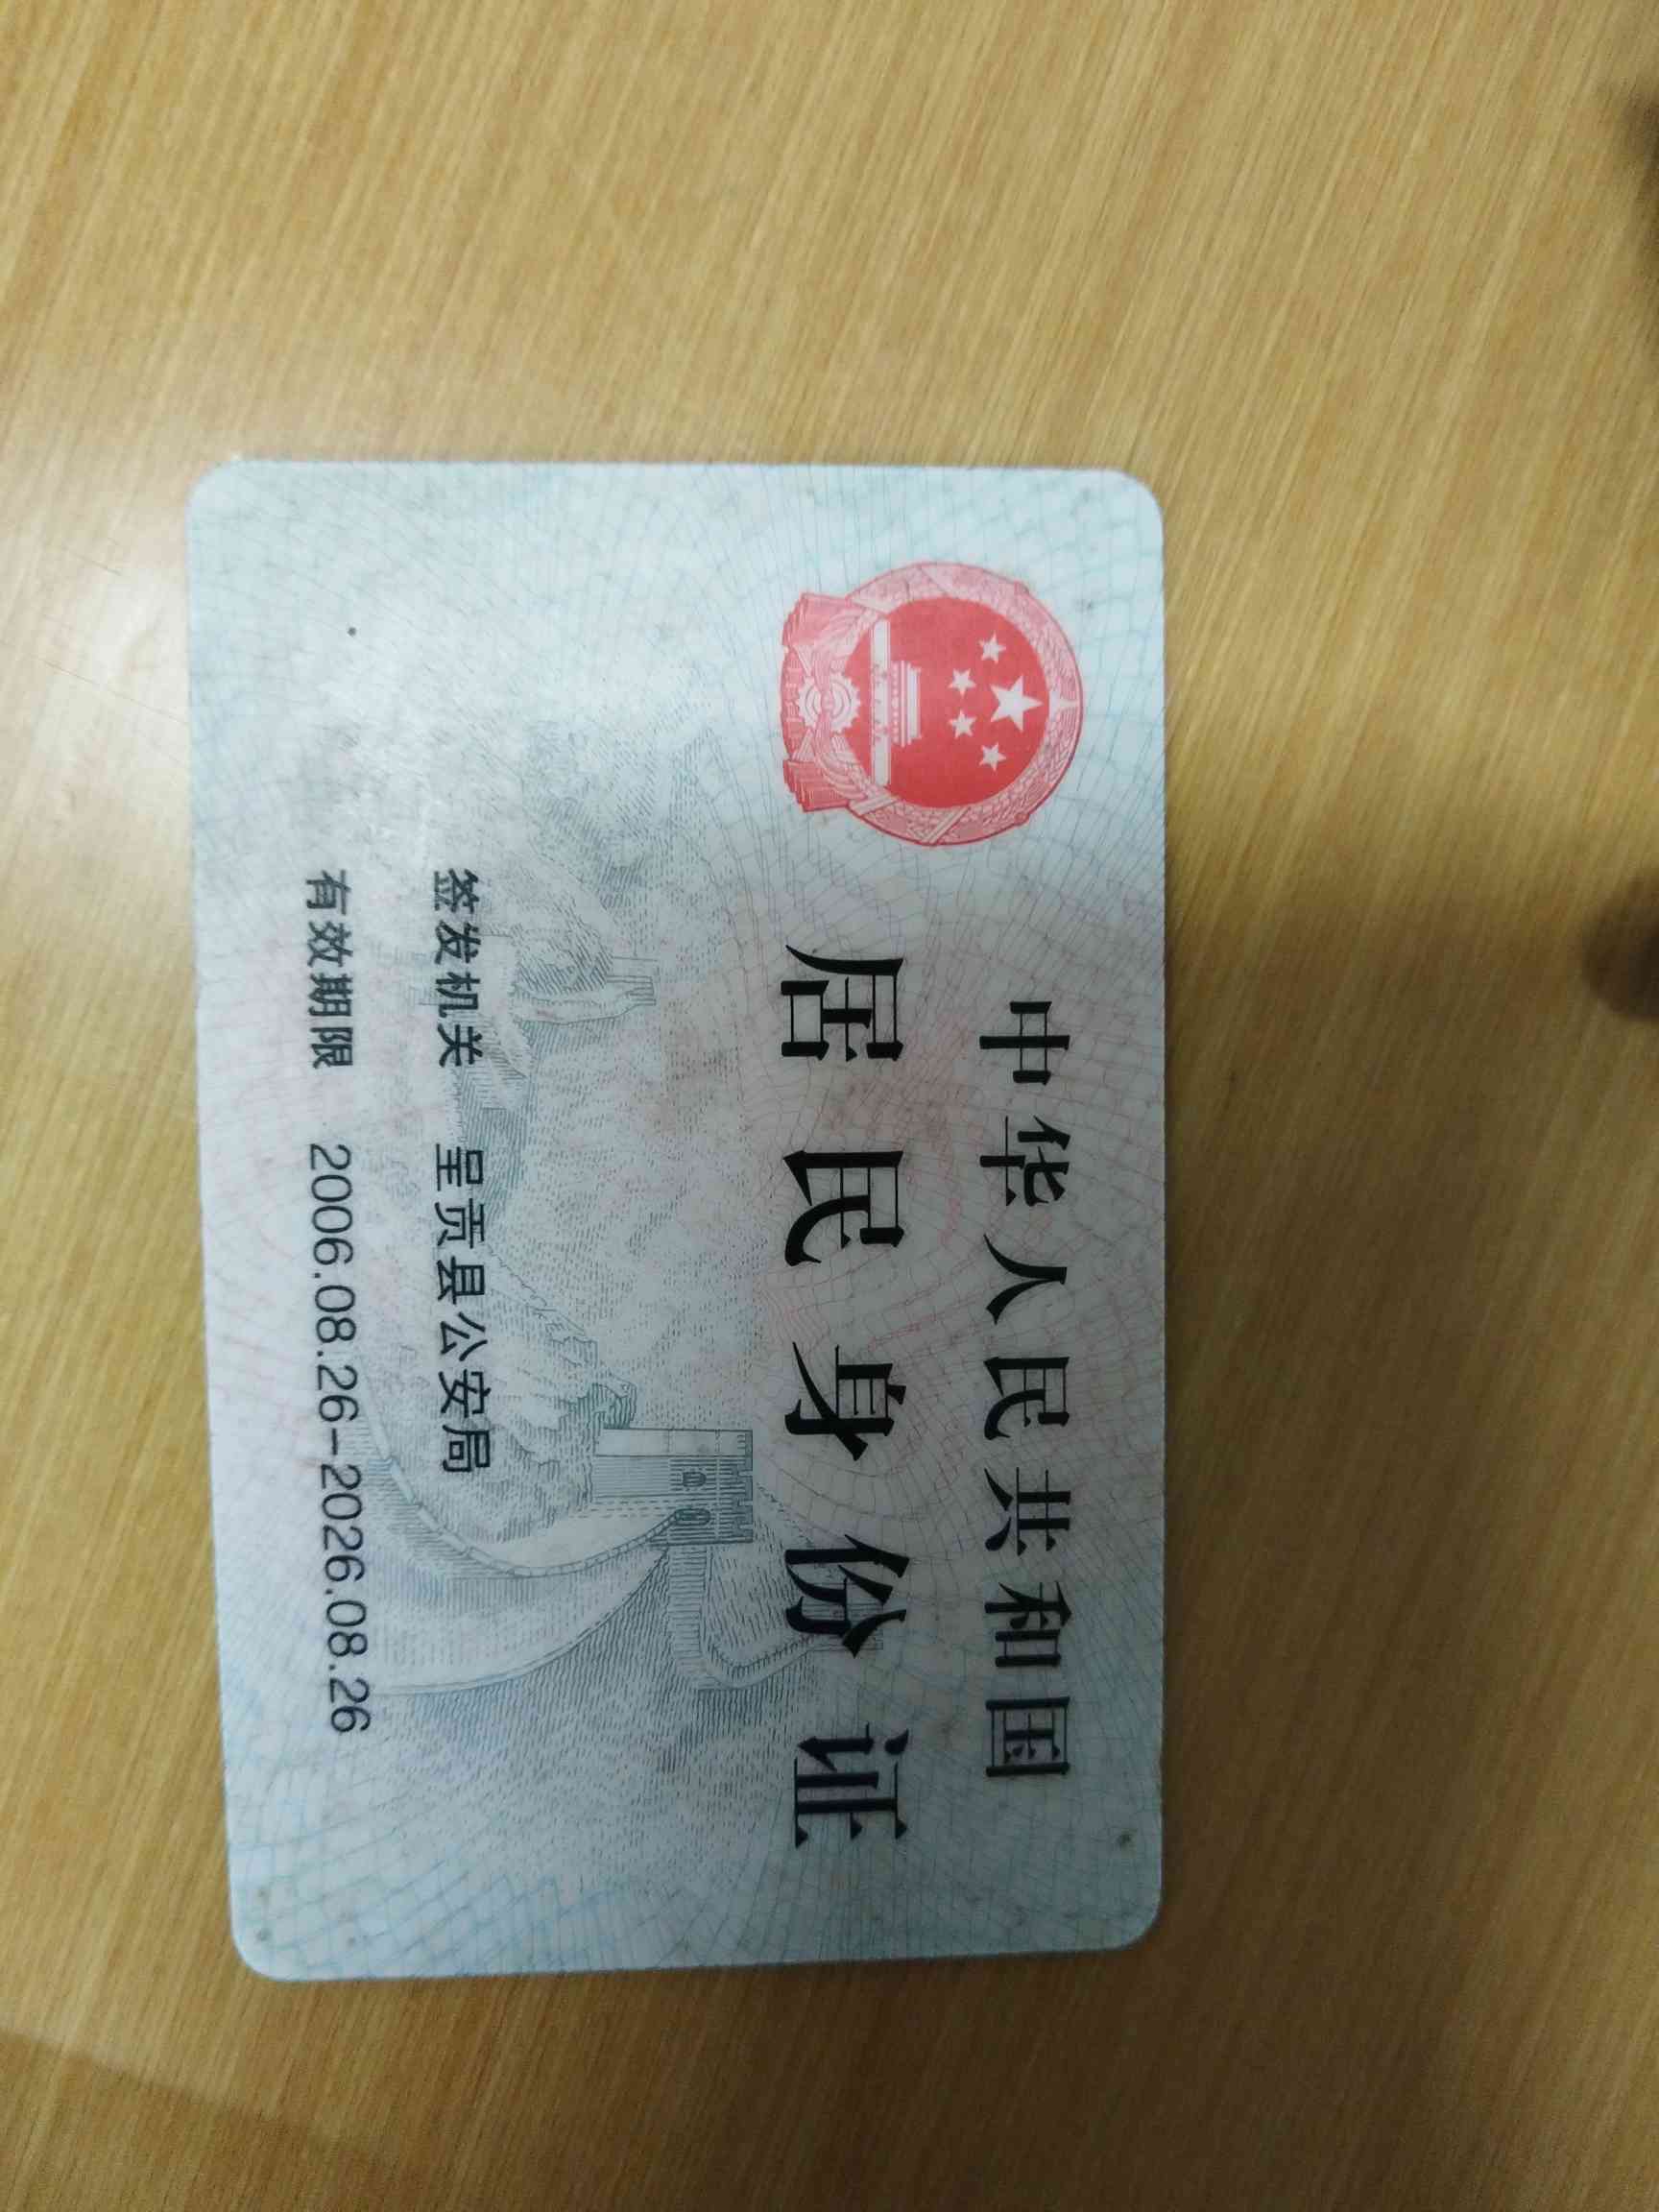 中华人民共和国
居民身份证
签发机关 呈贡县公安局
有效期限 2006.08.26-2026.08.26